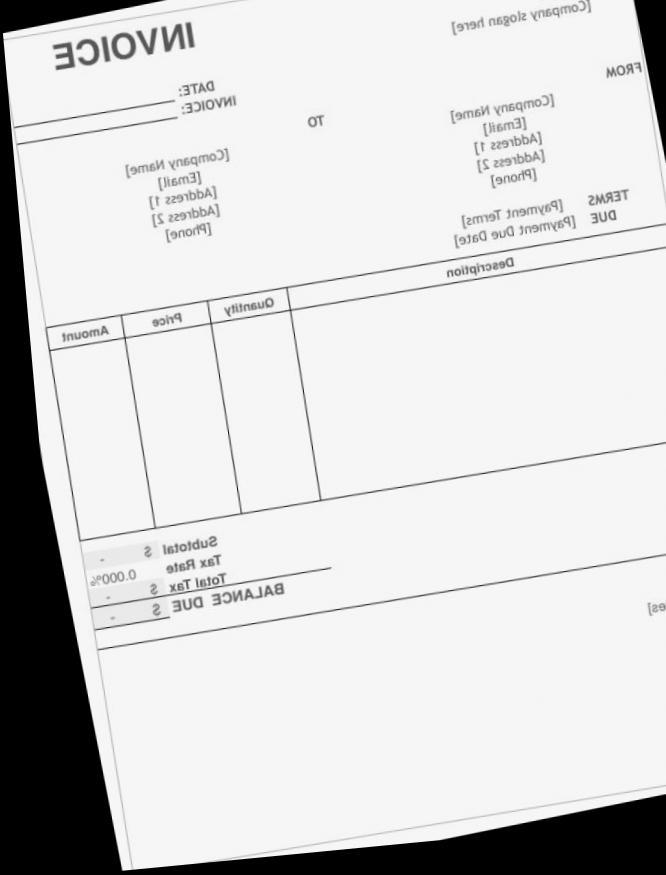 [Company slogan here]
INVOICE
DATE:
INVOICE:
FROM
[Company Name]
[Email]
[Address 1]
[Address 2]
[Phone]
TO
[Company Name]
[Email]
[Address 1]
[Address 2]
[Phone]
TERMS [Payment Terms]
DUE [Payment Due Date]
Description Quantity Price Amount
Subtotal $ -
Tax Rate 0.000%
Total Tax $ -
BALANCE DUE $ -